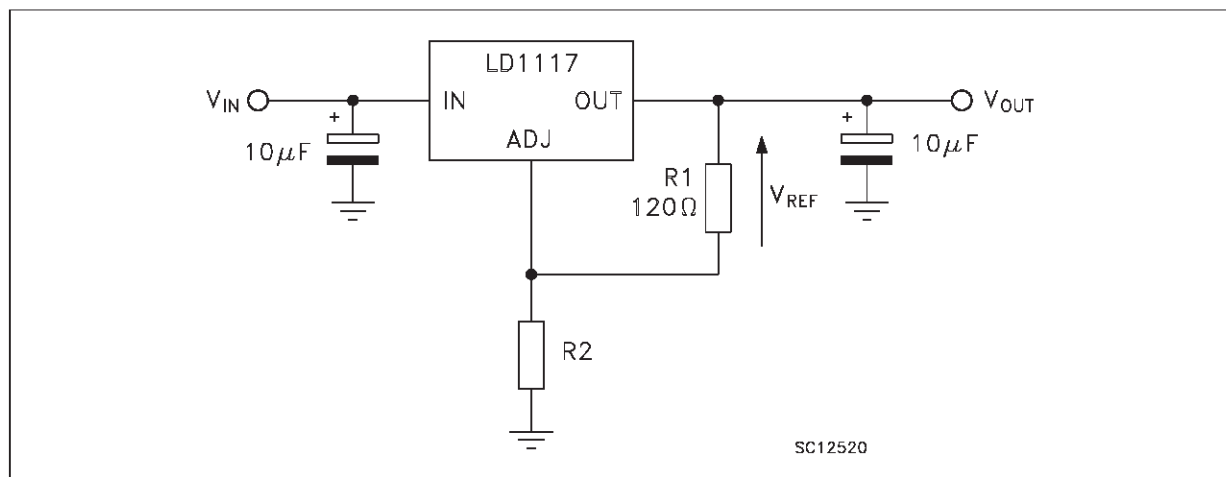 LD1117
V_IN
IN
OUT
V_OUT
+
10μF
ADJ
R1
120Ω
V_REF
+
10μF
R2
SC12520